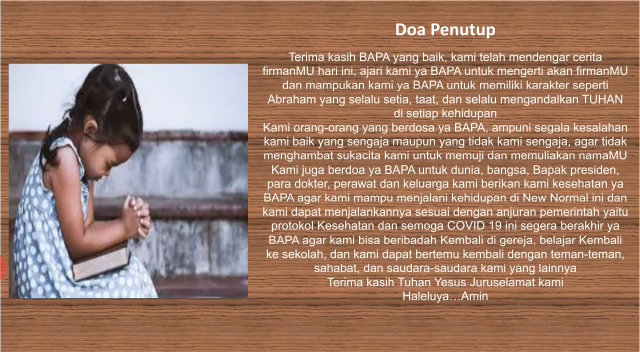 Doa Penutup
Terima kasih BAPA yang baik, kami telah mendengar cerita
firmanMU hari ini, ajari kami ya BAPA untuk mengerti akan firmanMU
dan mampukan kami ya BAPA untuk memiliki karakter seperti
Abraham yang selalu setia, taat, dan selalu mengandalkan TUHAN
di setiap kehidupan
Kami orang-orang yang berdosa ya BAPA, ampuni segala kesalahan
kami baik yang sengaja maupun yang tidak kami sengaja, agar tidak
menghambat sukacita kami untuk memuji dan memuliakan namaMU
Kami juga berdoa ya BAPA untuk dunia, bangsa, Bapak presiden,
para dokter, perawat dan keluarga kami berikan kami kesehatan ya
BAPA agar kami mampu menjalani kehidupan di New Normal ini dan
kami dapat menjalankannya sesuai dengan anjuran pemerintah yaitu
protokol Kesehatan dan semoga COVID 19 ini segera berakhir ya
BAPA agar kami bisa beribadah Kembali di gereja, belajar Kembali
ke sekolah, dan kami dapat bertemu kembali dengan teman-teman,
sahabat, dan saudara-saudara kami yang lainnya
Terima kasih Tuhan Yesus Juruselamat kami
Haleluya…Amin